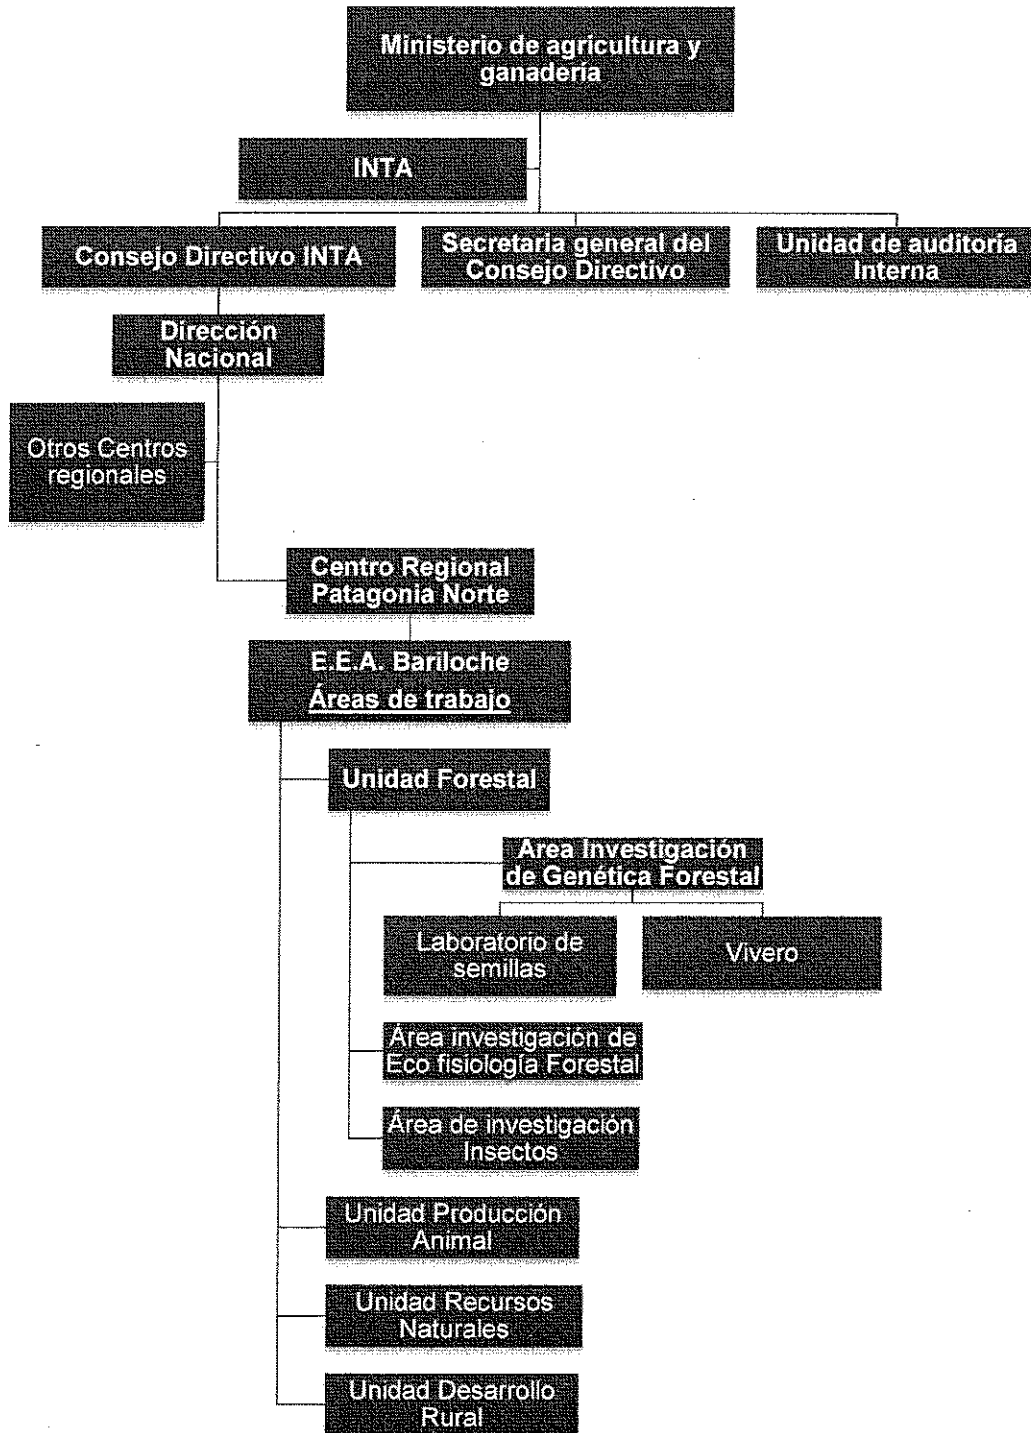 Ministerio de agricultura y
ganadería
INTA
Consejo Directivo INTA
Secretaria general del
Consejo Directivo
Unidad de auditoría
Interna
Dirección
Nacional
Otros Centros
regionales
Centro Regional
Patagonia Norte
E.E.A. Bariloche
Áreas de trabajo
Unidad Forestal
Area Investigación
de Genética Forestal
Laboratorio de
semillas
Vivero
Área investigación de
Eco fisiología Forestal
Área de investigación
Insectos
Unidad Producción
Animal
Unidad Recursos
Naturales
Unidad Desarrollo
Rural